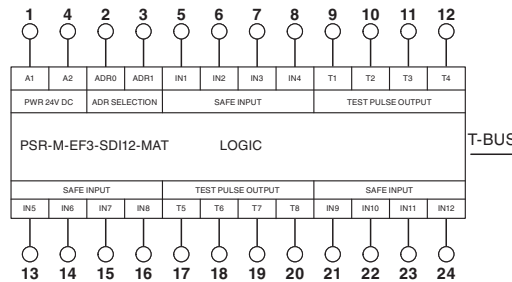 1 4 2 3 5 6 7 8 9 10 11 12
A1 A2 ADR0 ADR1 IN1 IN2 IN3 IN4 T1 T2 T3 T4
PWR 24V DC ADR SELECTION SAFE INPUT TEST PULSE OUTPUT
PSR-M-EF3-SDI12-MAT LOGIC T-BUS
SAFE INPUT TEST PULSE OUTPUT SAFE INPUT
IN5 IN6 IN7 IN8 T5 T6 T7 T8 IN9 IN10 IN11 IN12
13 14 15 16 17 18 19 20 21 22 23 24